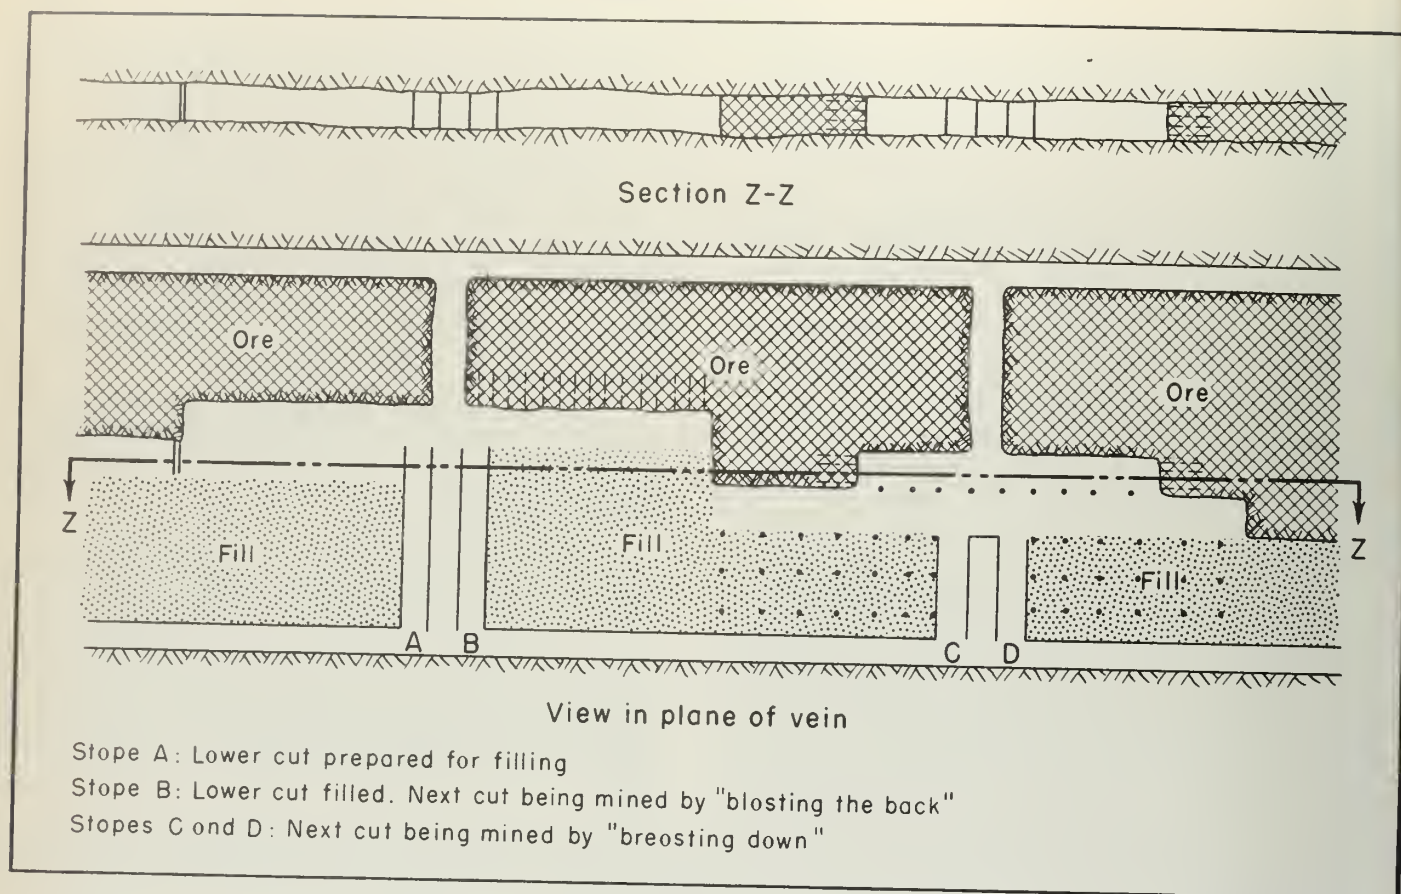 Section Z-Z
Ore
Ore
Ore
Z
Z
Fill
Fill
Fill
A
B
C
D
View in plane of vein
Stope A: Lower cut prepared for filling
Stope B: Lower cut filled. Next cut being mined by "blosting the back"
Stopes C ond D: Next cut being mined by "breosting down"